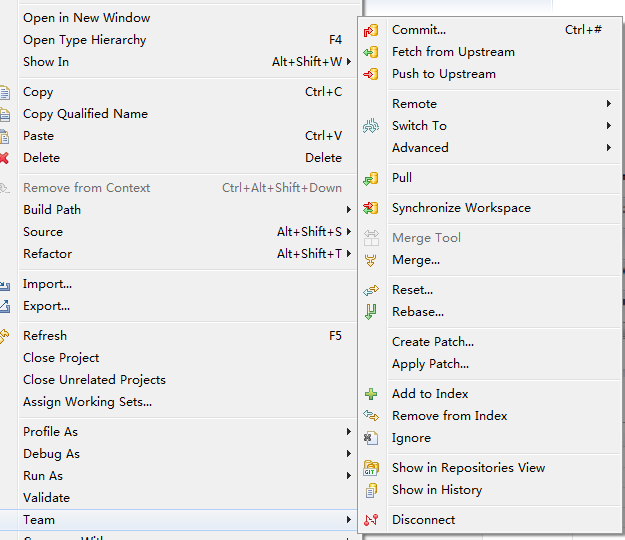 Open in New Window
Open Type Hierarchy F4
Show In Alt+Shift+W
Copy Ctrl+C
Copy Qualified Name
Paste Ctrl+V
Delete Delete
Remove from Context Ctrl+Alt+Shift+Down
Build Path
Source Alt+Shift+S
Refactor Alt+Shift+T
Import...
Export...
Refresh F5
Close Project
Close Unrelated Projects
Assign Working Sets...
Profile As
Debug As
Run As
Validate
Team
Commit... Ctrl+#
Fetch from Upstream
Push to Upstream
Remote
Switch To
Advanced
Pull
Synchronize Workspace
Merge Tool
Merge...
Reset...
Rebase...
Create Patch...
Apply Patch...
Add to Index
Remove from Index
Ignore
GIT
Show in Repositories View
Show in History
Disconnect